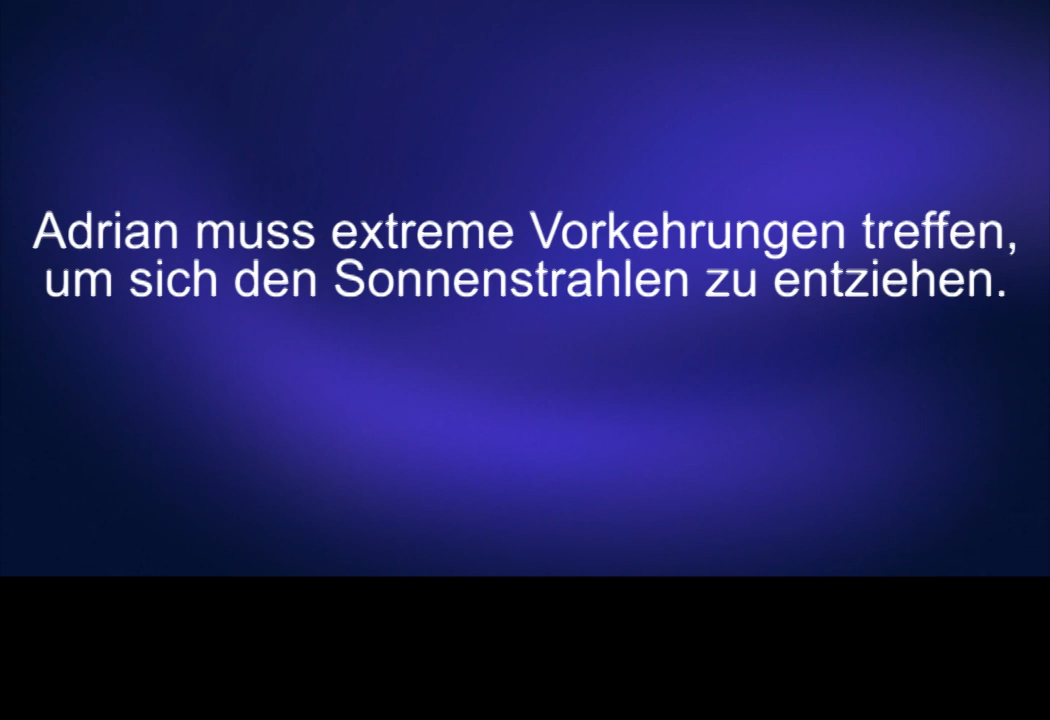 Adrian muss extreme Vorkehrungen treffen,
um sich den Sonnenstrahlen zu entziehen.